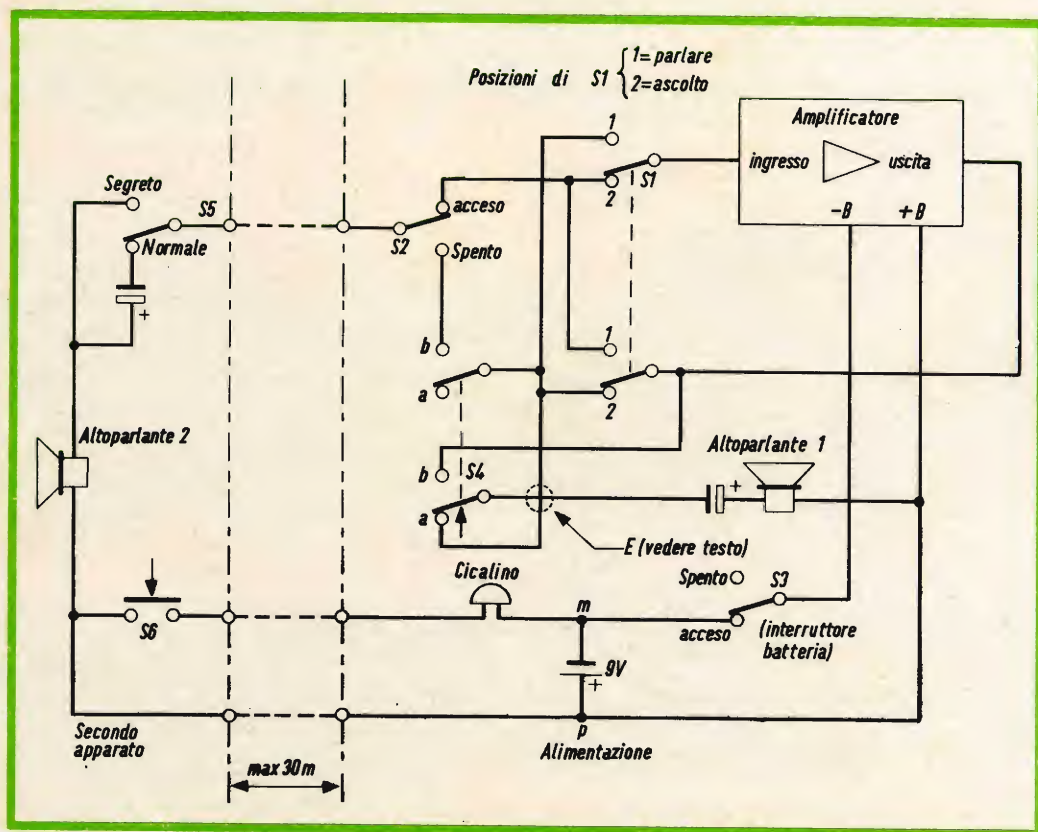 Posizioni di S1 { 1= parlare
2=ascolto
Amplificatore
ingresso uscita
-B +B
1
2
S1
Segreto
S5
Normale
+
acceso
S2
Spento
b
a
1
2
Altoparlante 2
b
S4
a
Altoparlante 1
+
E (vedere testo)
Cicalino
Spento
S3
m
acceso
(interruttore
batteria)
S6
9V
+
p
Secondo
apparato
Alimentazione
max 30 m